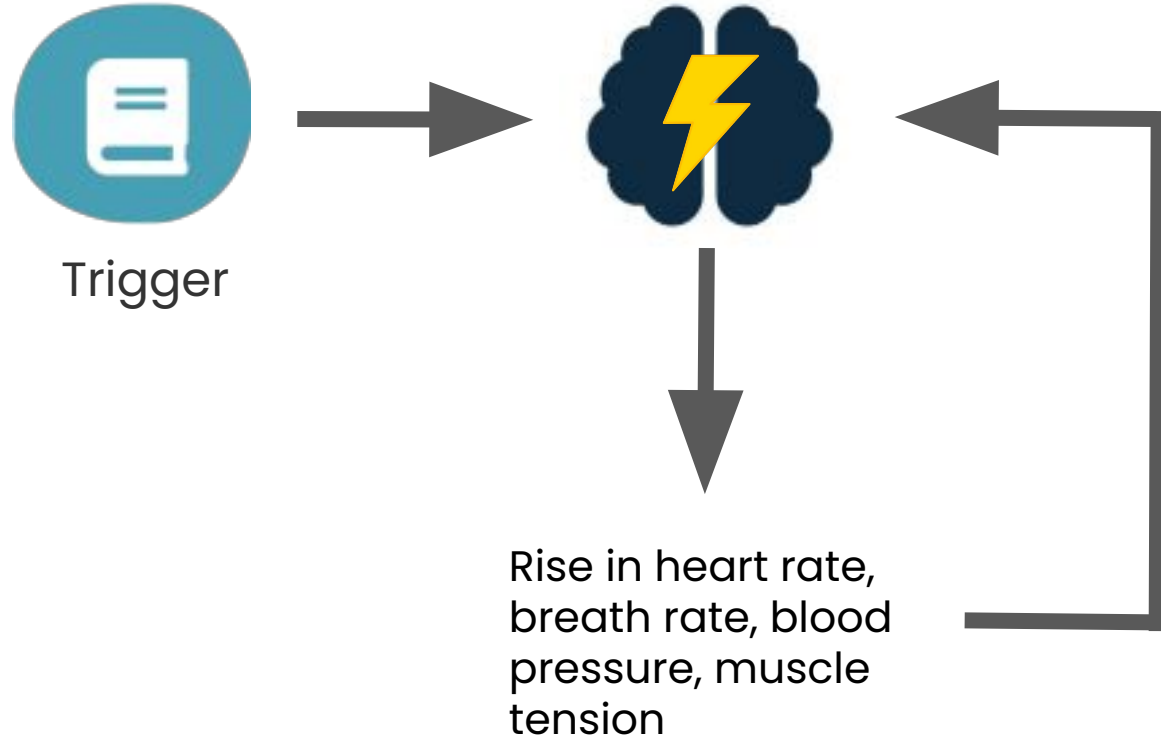 Trigger
Rise in heart rate,
breath rate, blood
pressure, muscle
tension